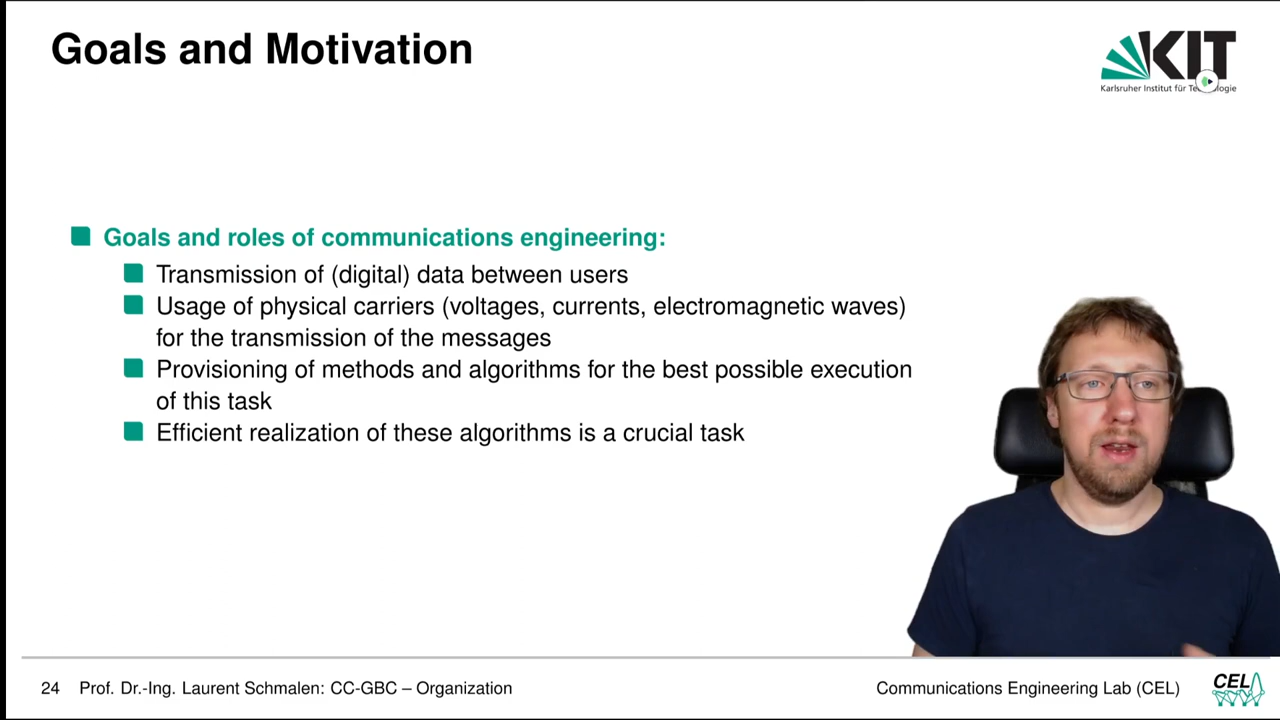 Goals and Motivation
KIT
Karlsruher Institut für
Goals and roles of communications engineering:
Transmission of (digital) data between users
Usage of physical carriers (voltages, currents, electromagnetic waves)
for the transmission of the messages
Provisioning of methods and algorithms for the best possible execution
of this task
Efficient realization of these algorithms is a crucial task
24 Prof. Dr.-Ing. Laurent Schmalen: CC-GBC – Organization
Communications Engineering Lab (CEL)
CEL